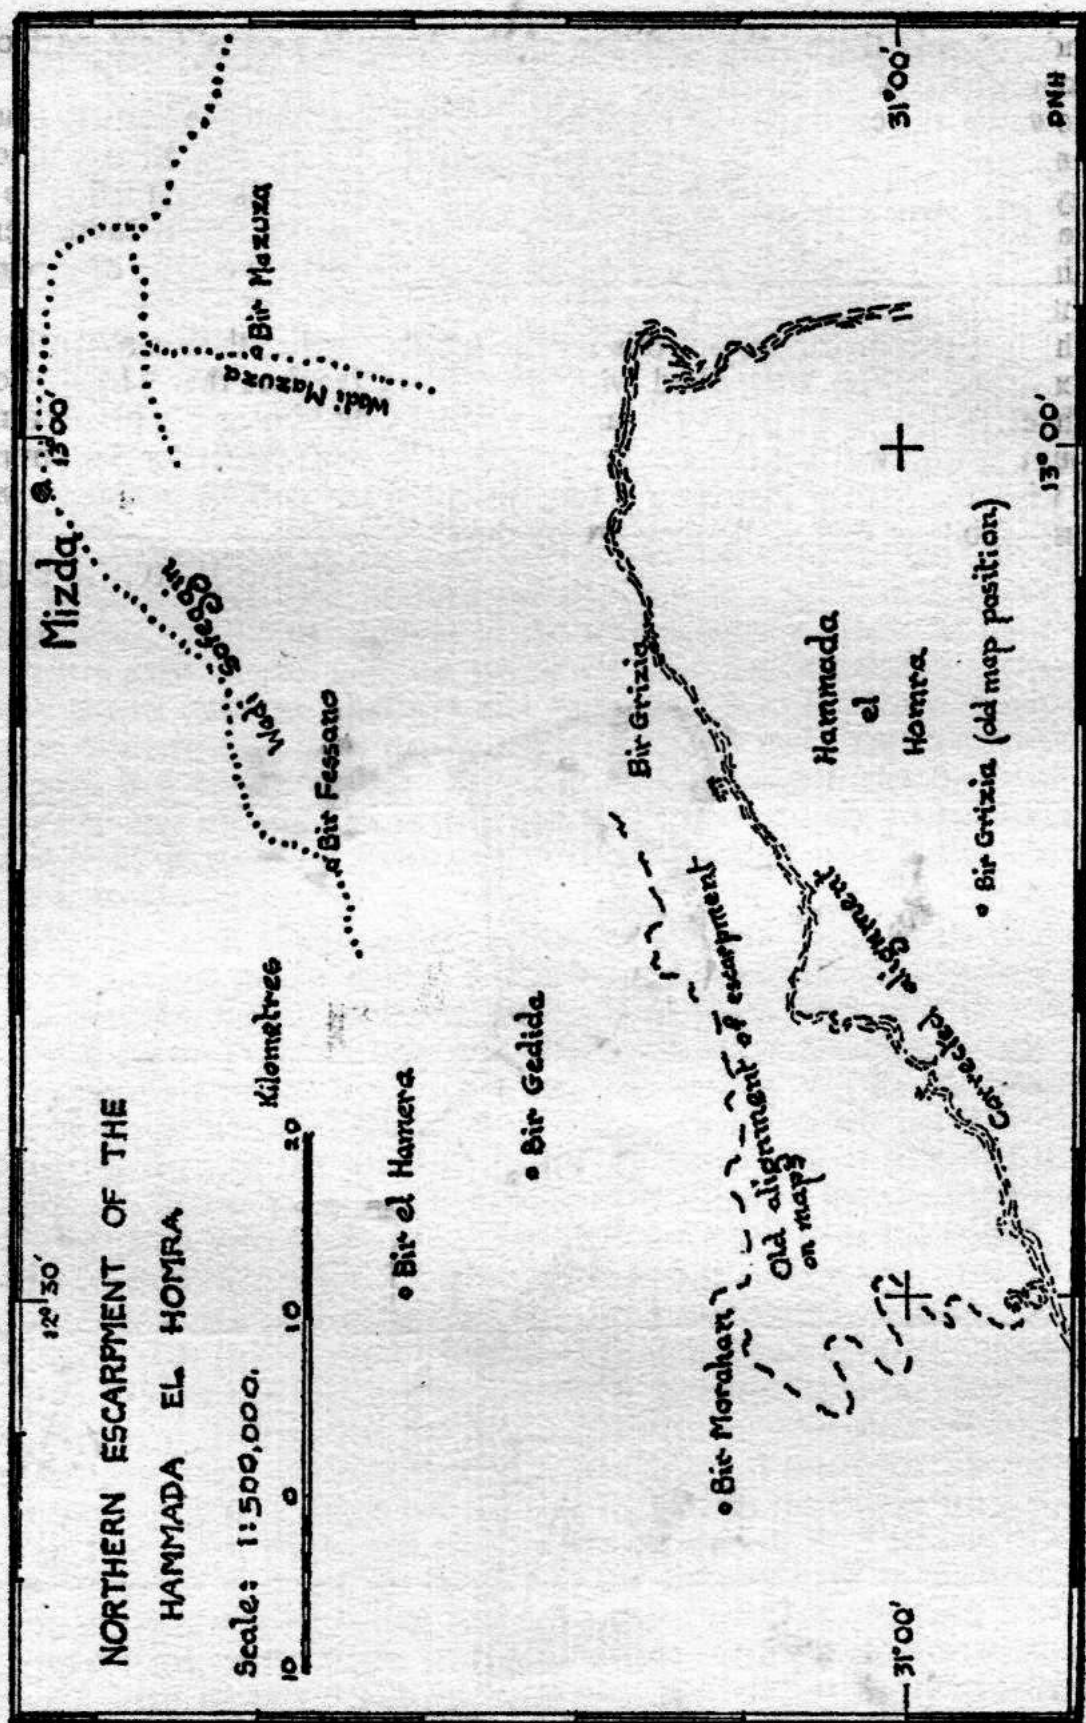 NORTHERN ESCARPMENT OF THE
HAMMADA EL HOMRA
Scale: 1:500,000.
10 0 10 20
Kilometres
12° 30'
13° 00'
Mizda
Wadi Soffegin
Bir Fessano
Wadi Mazuza
Bir Mazuza
Bir el Hamera
Bir Gedida
Bir Morahan
Old alignment of escarpment
on maps
Bir Grizia
Hammada
el
Homra
Corrected alignment
Bir Grizia (old map position)
31°00'
31°00'
13° 00'
PNH